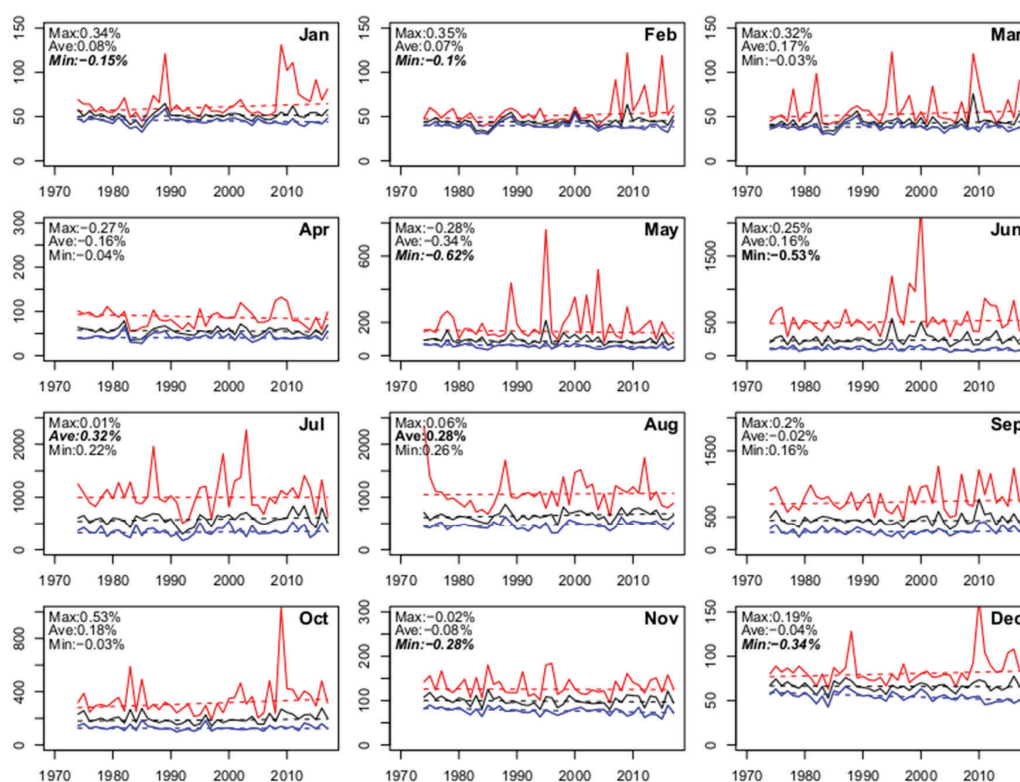 Jan
Max:0.34%
Ave:0.08%
Min:−0.15%
0 50 100 150
1970 1980 1990 2000 2010
Feb
Max:0.35%
Ave:0.07%
Min:−0.1%
0 50 100 150
1970 1980 1990 2000 2010
Mar
Max:0.32%
Ave:0.17%
Min:−0.03%
0 50 100 150
1970 1980 1990 2000 2010
Apr
Max:−0.27%
Ave:−0.16%
Min:−0.04%
0 100 200 300
1970 1980 1990 2000 2010
May
Max:−0.28%
Ave:−0.34%
Min:−0.62%
0 200 600
1970 1980 1990 2000 2010
Jun
Max:0.25%
Ave:0.16%
Min:−0.53%
0 500 1500
1970 1980 1990 2000 2010
Jul
Max:0.01%
Ave:0.32%
Min:0.22%
0 1000 2000
1970 1980 1990 2000 2010
Aug
Max:0.06%
Ave:0.28%
Min:0.26%
0 1000 2000
1970 1980 1990 2000 2010
Sep
Max:0.2%
Ave:−0.02%
Min:0.16%
0 500 1500
1970 1980 1990 2000 2010
Oct
Max:0.53%
Ave:0.18%
Min:−0.03%
0 400 800
1970 1980 1990 2000 2010
Nov
Max:−0.02%
Ave:−0.08%
Min:−0.28%
0 100 200 300
1970 1980 1990 2000 2010
Dec
Max:0.19%
Ave:−0.04%
Min:−0.34%
0 50 100 150
1970 1980 1990 2000 2010